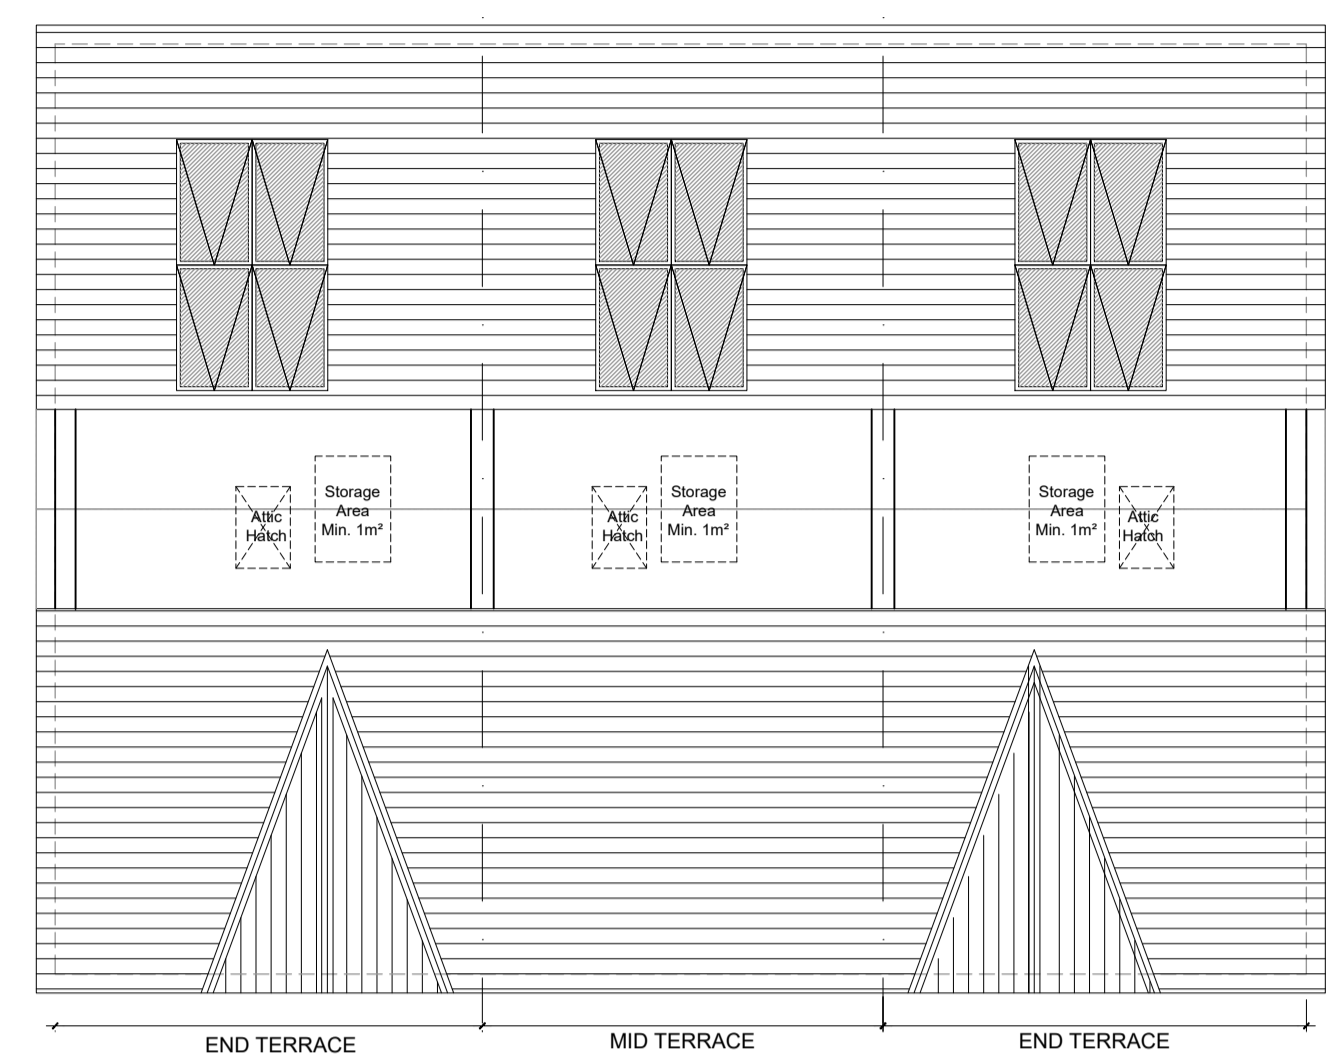 Attic
Hatch
Storage
Area
Min. 1m²
Attic
Hatch
Storage
Area
Min. 1m²
Storage
Area
Min. 1m²
Attic
Hatch
END TERRACE
MID TERRACE
END TERRACE